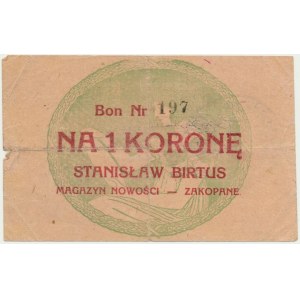 Bon Nr 197
NA 1 KORONĘ
STANISŁAW BIRTUS
MAGAZYN NOWOŚCI — ZAKOPANE